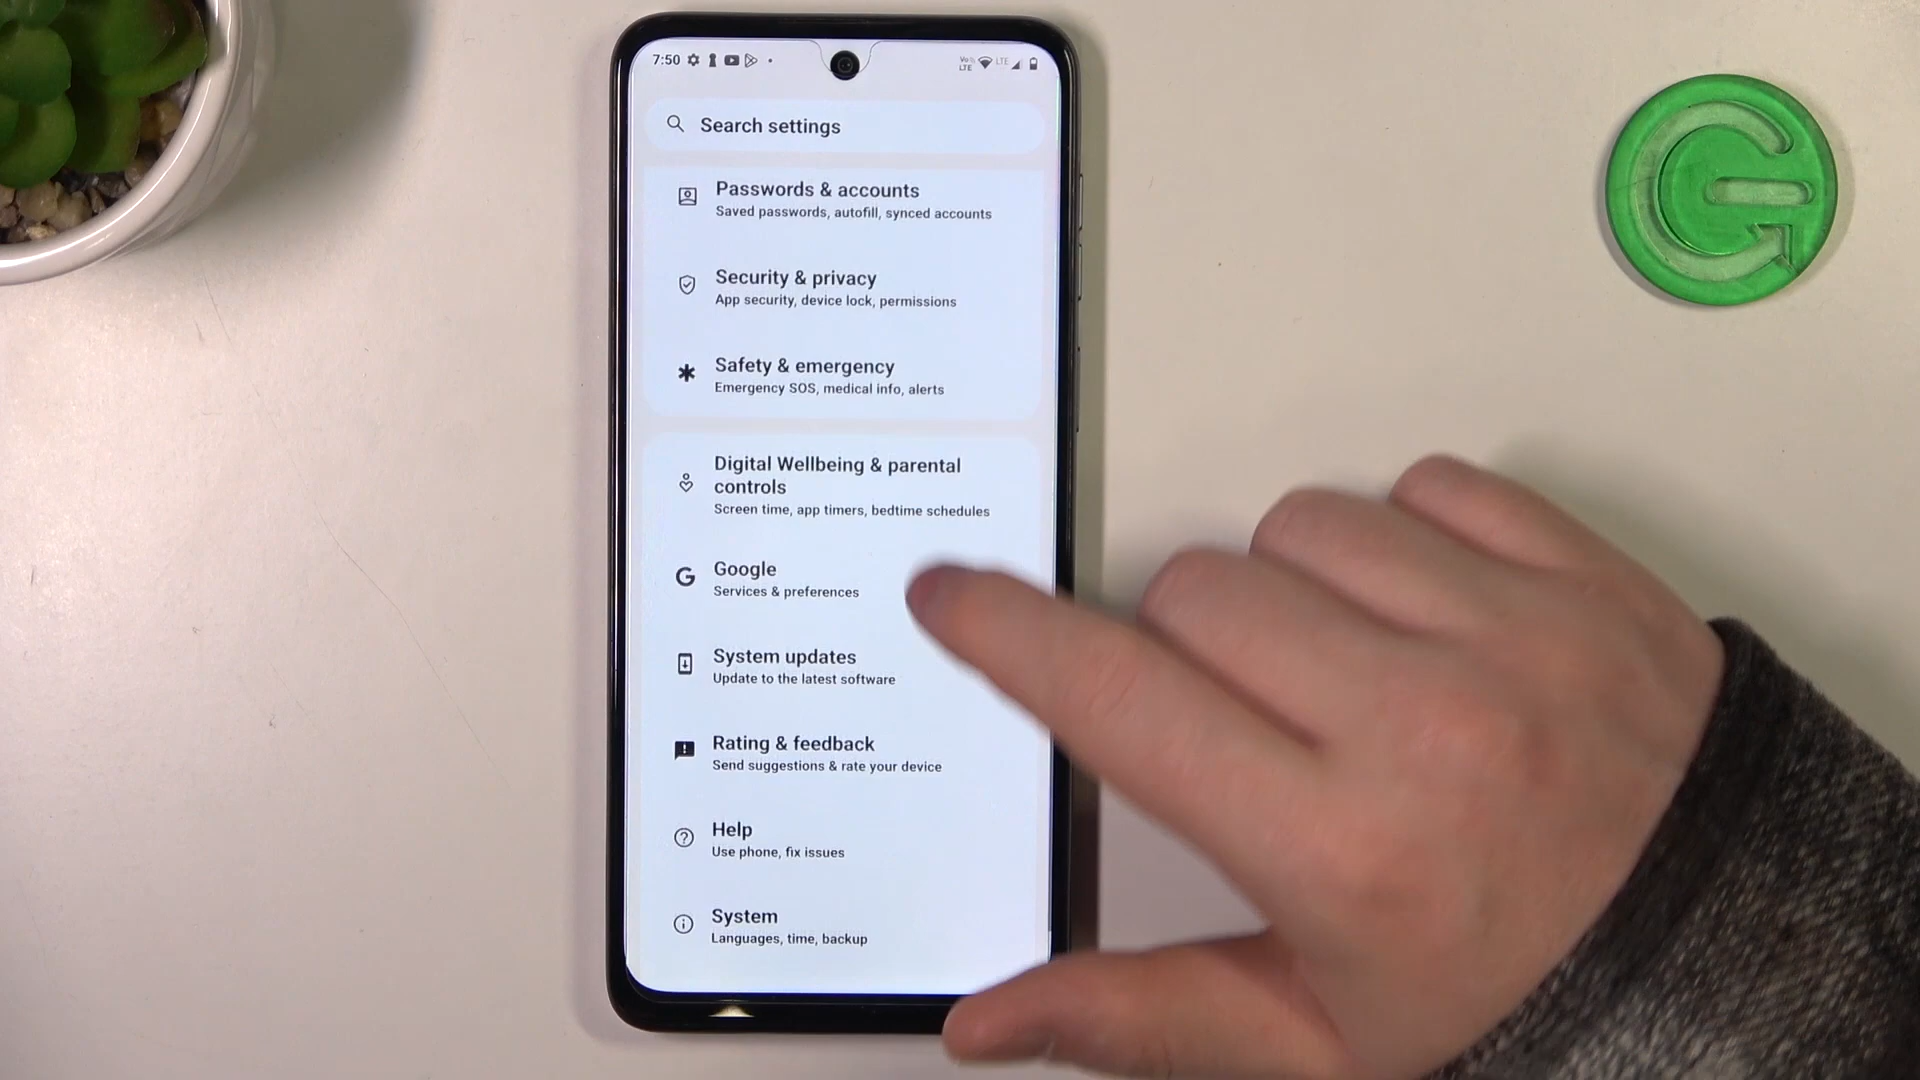 7:50
Vo
LTE
LTE
Search settings
Passwords & accounts
Saved passwords, autofill, synced accounts
Security & privacy
App security, device lock, permissions
Safety & emergency
Emergency SOS, medical info, alerts
Digital Wellbeing & parental
controls
Screen time, app timers, bedtime schedules
Google
Services & preferences
System updates
Update to the latest software
Rating & feedback
Send suggestions & rate your device
Help
Use phone, fix issues
System
Languages, time, backup